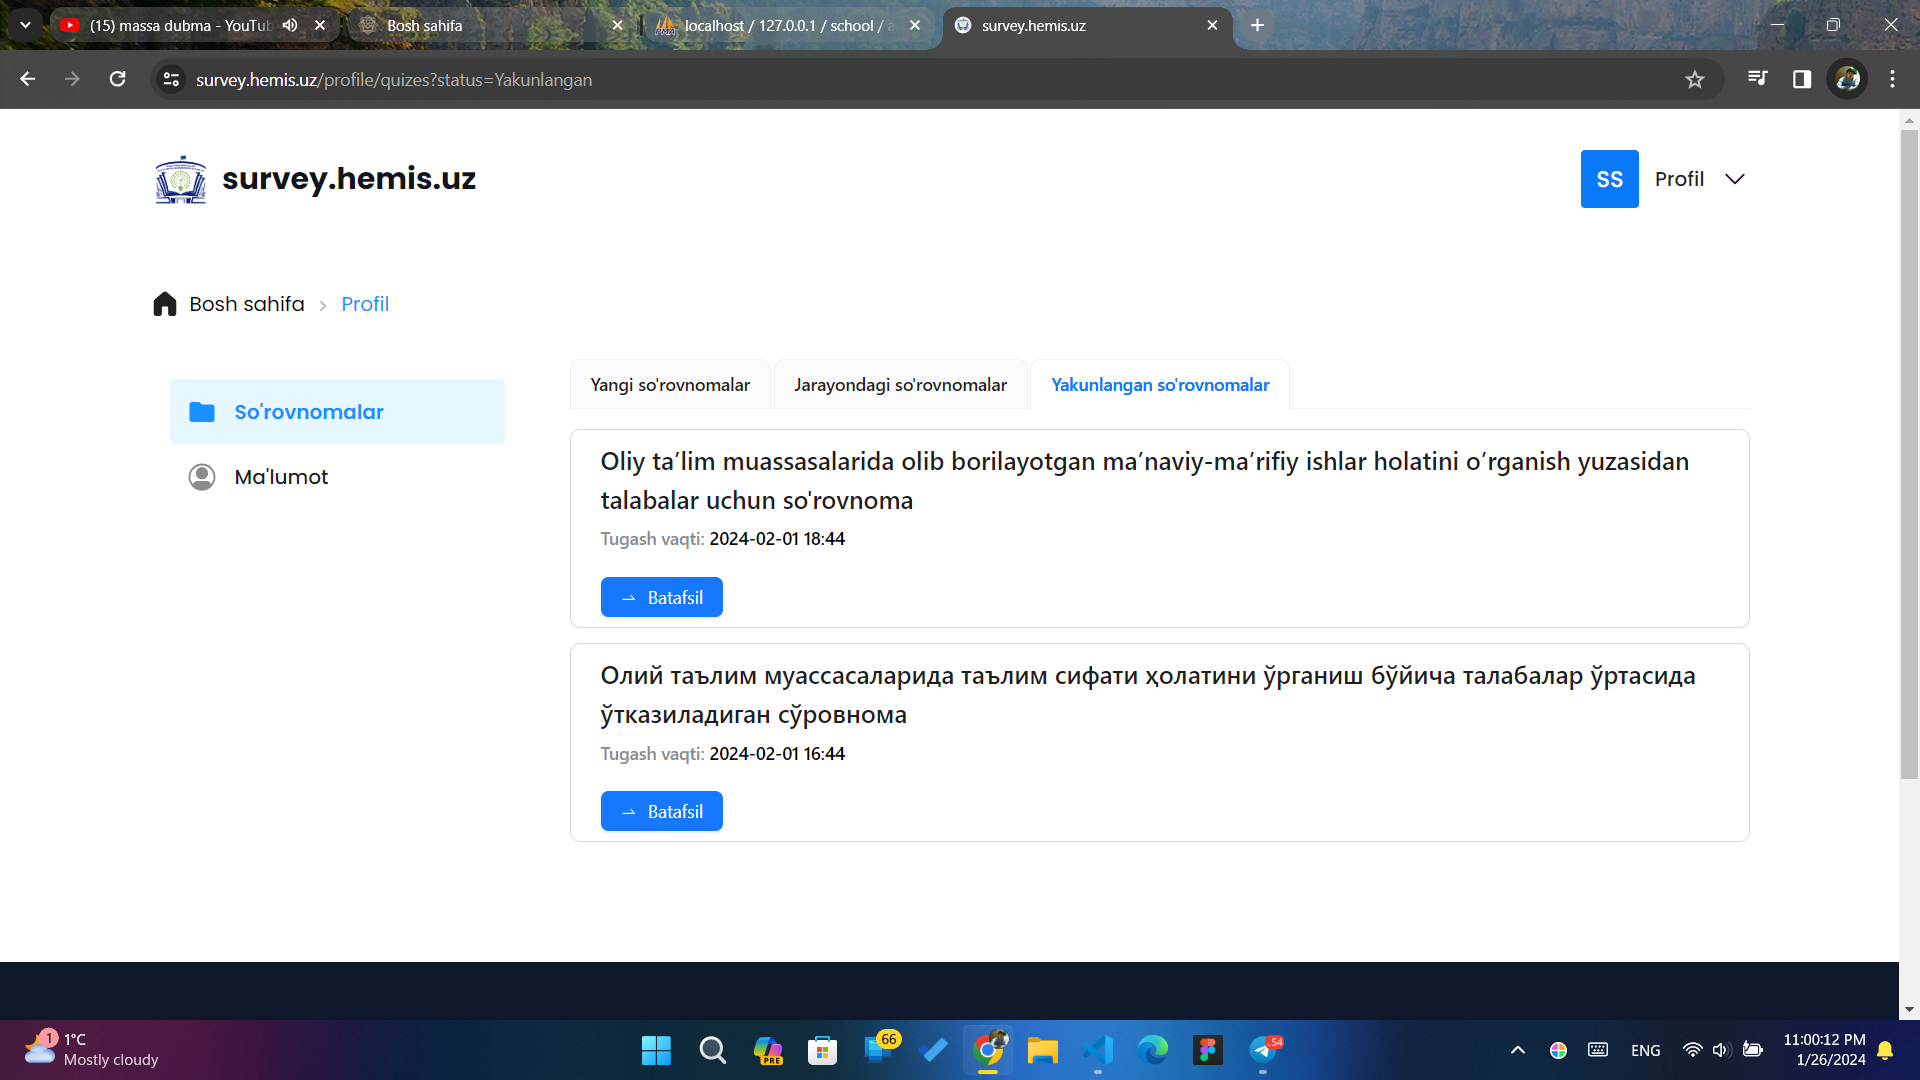 (15) massa dubma - YouTub
Bosh sahifa
localhost / 127.0.0.1 / school / a
survey.hemis.uz
survey.hemis.uz/profile/quizes?status=Yakunlangan
survey.hemis.uz
SS
Profil
Bosh sahifa
Profil
So'rovnomalar
Ma'lumot
Yangi so'rovnomalar
Jarayondagi so'rovnomalar
Yakunlangan so'rovnomalar
Oliy ta’lim muassasalarida olib borilayotgan ma’naviy-ma’rifiy ishlar holatini o’rganish yuzasidan
talabalar uchun so'rovnoma
Tugash vaqti: 2024-02-01 18:44
Batafsil
Олий таълим муассасаларида таълим сифати ҳолатини ўрганиш бўйича талабалар ўртасида
ўтказиладиган сўровнома
Tugash vaqti: 2024-02-01 16:44
Batafsil
1
1°C
Mostly cloudy
PRE
66
54
ENG
11:00:12 PM
1/26/2024